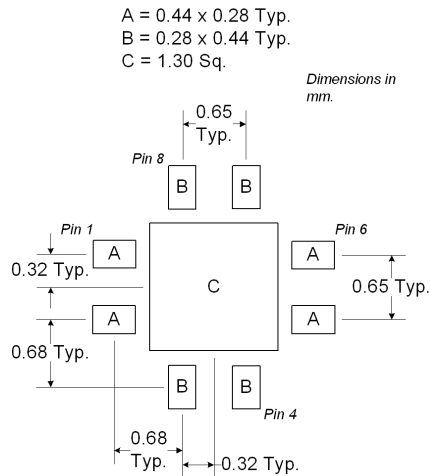 A = 0.44 x 0.28 Typ.
B = 0.28 x 0.44 Typ.
C = 1.30 Sq.
Dimensions in
mm.
0.65
Typ.
Pin 8
B
B
Pin 1
Pin 6
A
A
0.32 Typ.
C
0.65 Typ.
A
A
0.68 Typ.
B
B
Pin 4
0.68
Typ.
0.32 Typ.